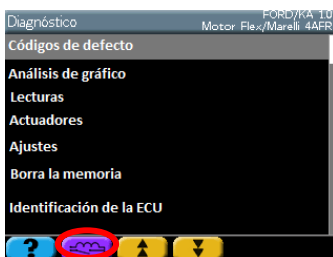 Diagnóstico
FORD/KA 1.0
Motor Flex/Marelli 4AFR
Códigos de defecto
Análisis de gráfico
Lecturas
Actuadores
Ajustes
Borra la memoria
Identificación de la ECU
?